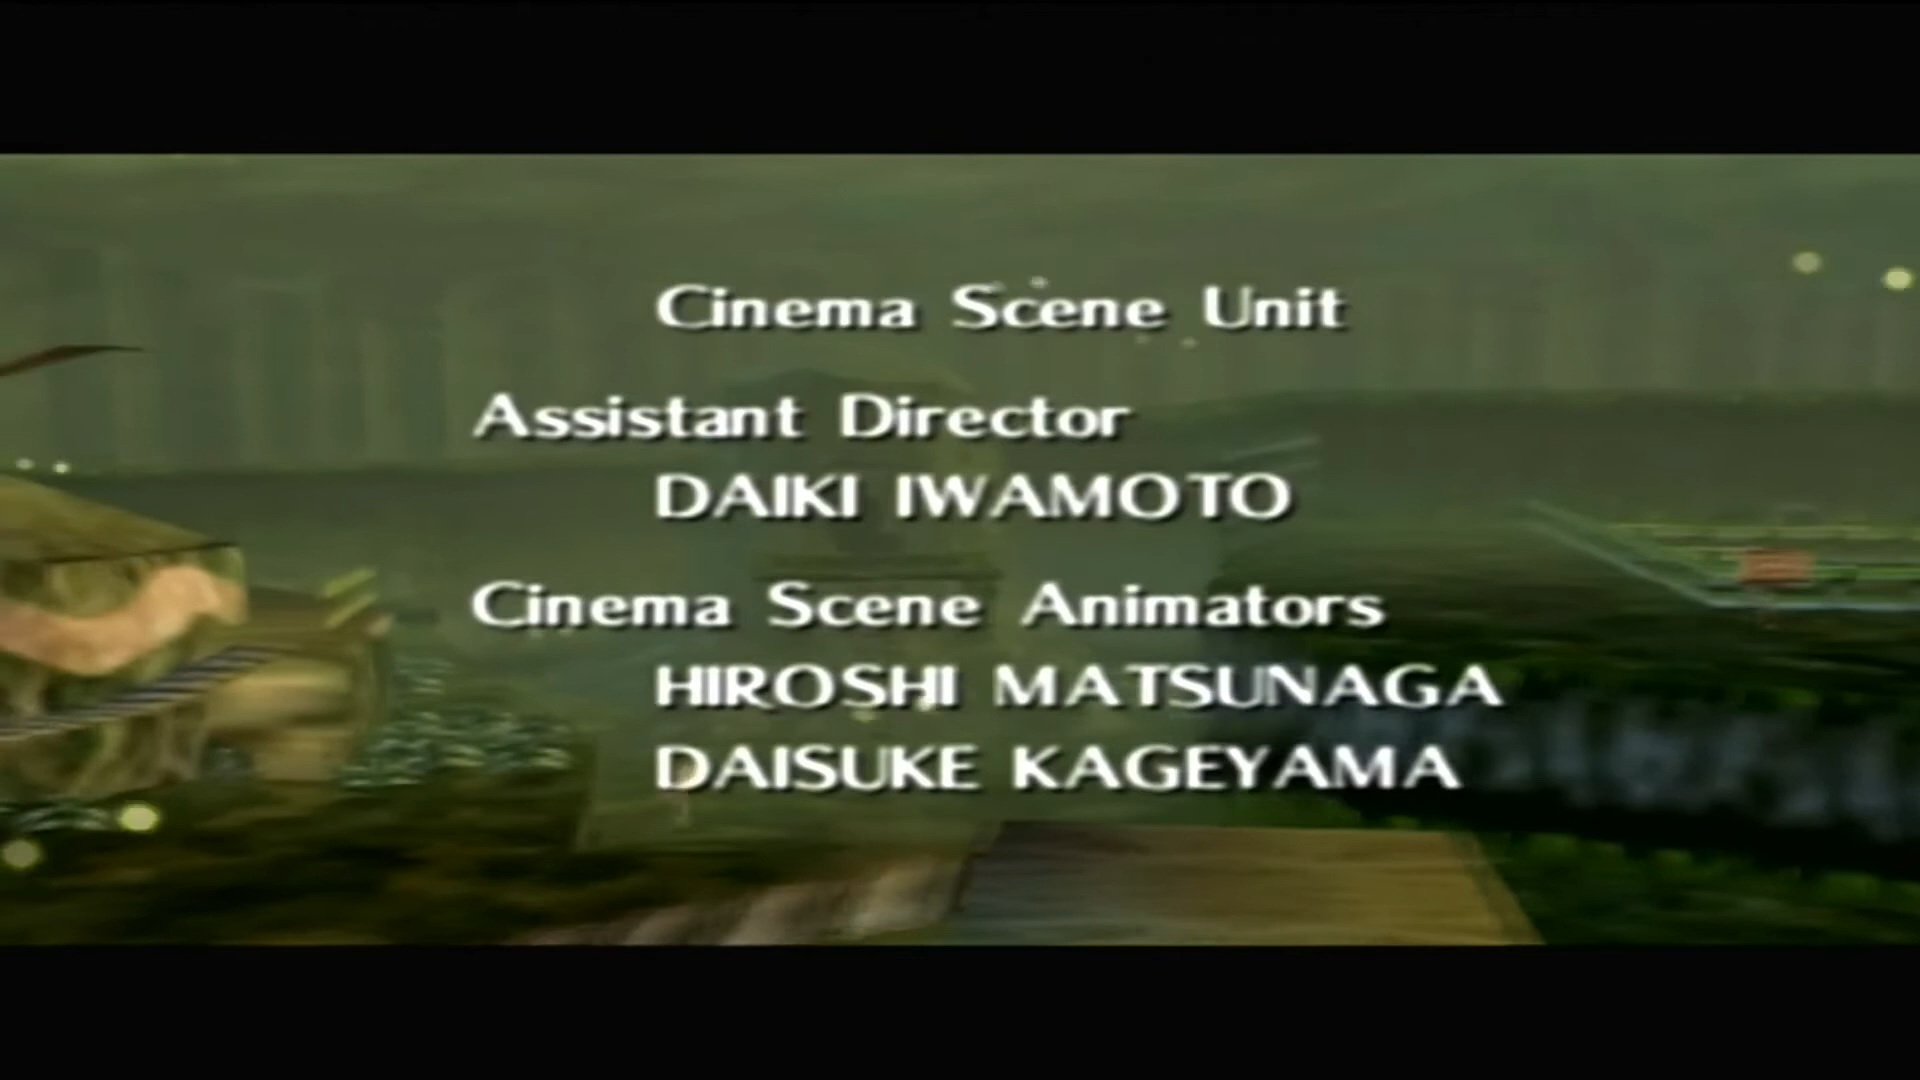 Cinema Scene Unit
Assistant Director
DAIKI IWAMOTO
Cinema Scene Animators
HIROSHI MATSUNAGA
DAISUKE KAGEYAMA